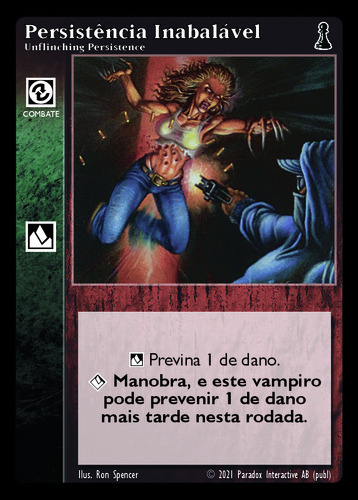 Persistência Inabalável
Unflinching Persistence
COMBATE
Previna 1 de dano.
Manobra, e este vampiro
pode prevenir 1 de dano
mais tarde nesta rodada.
Ilus. Ron Spencer
© 2021 Paradox Interactive AB (publ)